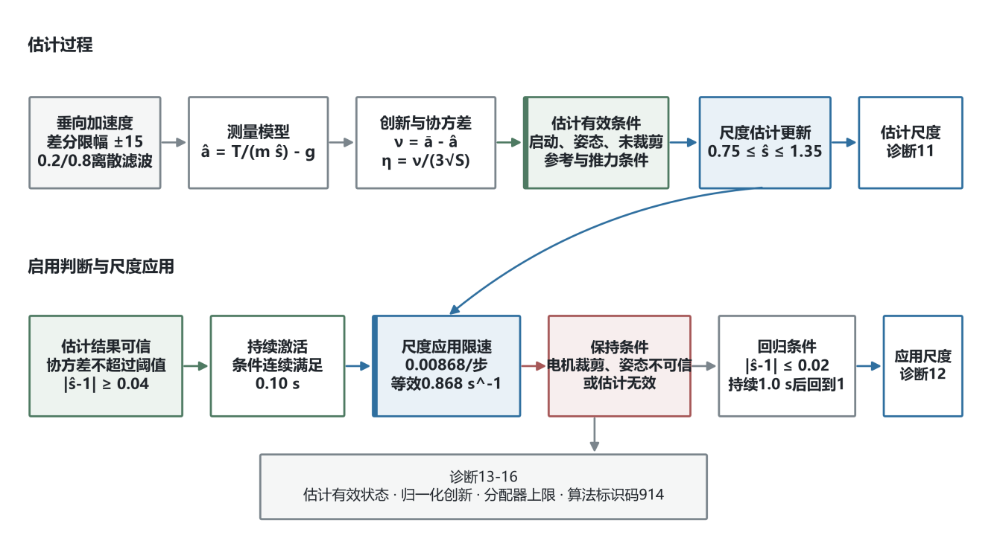 估计过程
垂向加速度
差分限幅 ±15
0.2/0.8离散滤波
测量模型
â = T/(m ŝ) - g
创新与协方差
ν = ā - â
η = ν/(3√S)
估计有效条件
启动、姿态、未裁剪
参考与推力条件
尺度估计更新
0.75 ≤ ŝ ≤ 1.35
估计尺度
诊断11
启用判断与尺度应用
估计结果可信
协方差不超过阈值
|ŝ-1| ≥ 0.04
持续激活
条件连续满足
0.10 s
尺度应用限速
0.00868/步
等效0.868 s^-1
保持条件
电机裁剪、姿态不可信
或估计无效
回归条件
|ŝ-1| ≤ 0.02
持续1.0 s后回到1
应用尺度
诊断12
诊断13-16
估计有效状态 · 归一化创新 · 分配器上限 · 算法标识码914